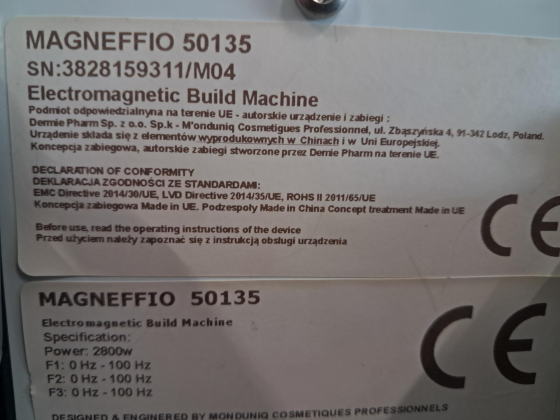 MAGNEFFIO 50135
SN:3828159311/M04
Electromagnetic Build Machine
Podmiot odpowiedzialnyna na terenie UE - autorskie urządzenie i zabiegi :
Dermie Pharm Sp. z o.o. Sp.k - M'onduniq Cosmetigues Professionnel, ul. Zbąszyńska 4, 91-342 Lodz, Poland.
Urządzenie składa się z elementów wyprodukownych w Chinach i w Uni Europejskiej.
Koncepcja zabiegowa, autorskie zabiegi stworzone przez Dermie Pharm na terenie UE.
DECLARATION OF CONFORMITY
DEKLARACJA ZGODNOŚCI ZE STANDARDAMI:
EMC Directive 2014/30/UE, LVD Directive 2014/35/UE, ROHS II 2011/65/UE
Koncepcja zabiegowa Made in UE. Podzespoly Made in China Concept treatment Made in UE
Before use, read the operating instructions of the device
Przed użyciem należy zapoznać się z instrukcją obsługi urządzenia
CE
MAGNEFFIO 50135
Electromagnetic Build Machine
Specification:
Power: 2800w
F1: 0 Hz - 100 Hz
F2: 0 Hz - 100 Hz
F3: 0 Hz - 100 Hz
CE
DESIGNED & ENGINERED BY MONDUNIQ COSMETIQUES PROFESSIONNELS